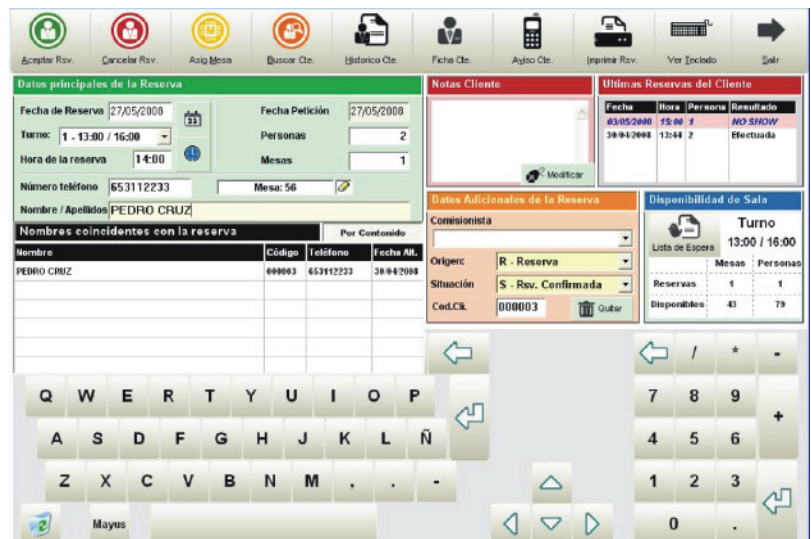 Aceptar Rsv.
Cancelar Rsv.
Asig Mesa
Buscar Cte.
Historico Cte.
Ficha Cte.
Aviso Cte.
Imprimir Rsv.
Ver Teclado
Salir
Datos principales de la Reserva
Fecha de Reserva 27/05/2008
23
Fecha Petición 27/05/2008
Turno: 1 - 13:00 / 16:00
Personas 2
Hora de la reserva 14:00
Mesas 1
Número teléfono 653112233
Mesa: 56
Nombre / Apellidos PEDRO CRUZ
Nombres coincidentes con la reserva
Por Contenido
Nombre Código Teléfono Fecha Alt.
PEDRO CRUZ 000003 653112233 30/04/2008
Notas Cliente
Modificar
Ultimas Reservas del Cliente
Fecha Hora Persona Resultado
03/05/2000 15:00 1 NO SHOW
30/04/2008 13:44 2 Efectuada
Datos Adicionales de la Reserva
Comisionista
Origen: R - Reserva
Situación S - Rsv. Confirmada
Cod.Cli. 000003
Quitar
Disponibilidad de Sala
Lista de Espera
Turno
13:00 / 16:00
Mesas Personas
Reservas 1 1
Disponibles 43 79
Q W E R T Y U I O P
A S D F G H J K L Ñ
Z X C V B N M , . -
Mayus
/ * -
7 8 9
+
4 5 6
1 2 3
0 .